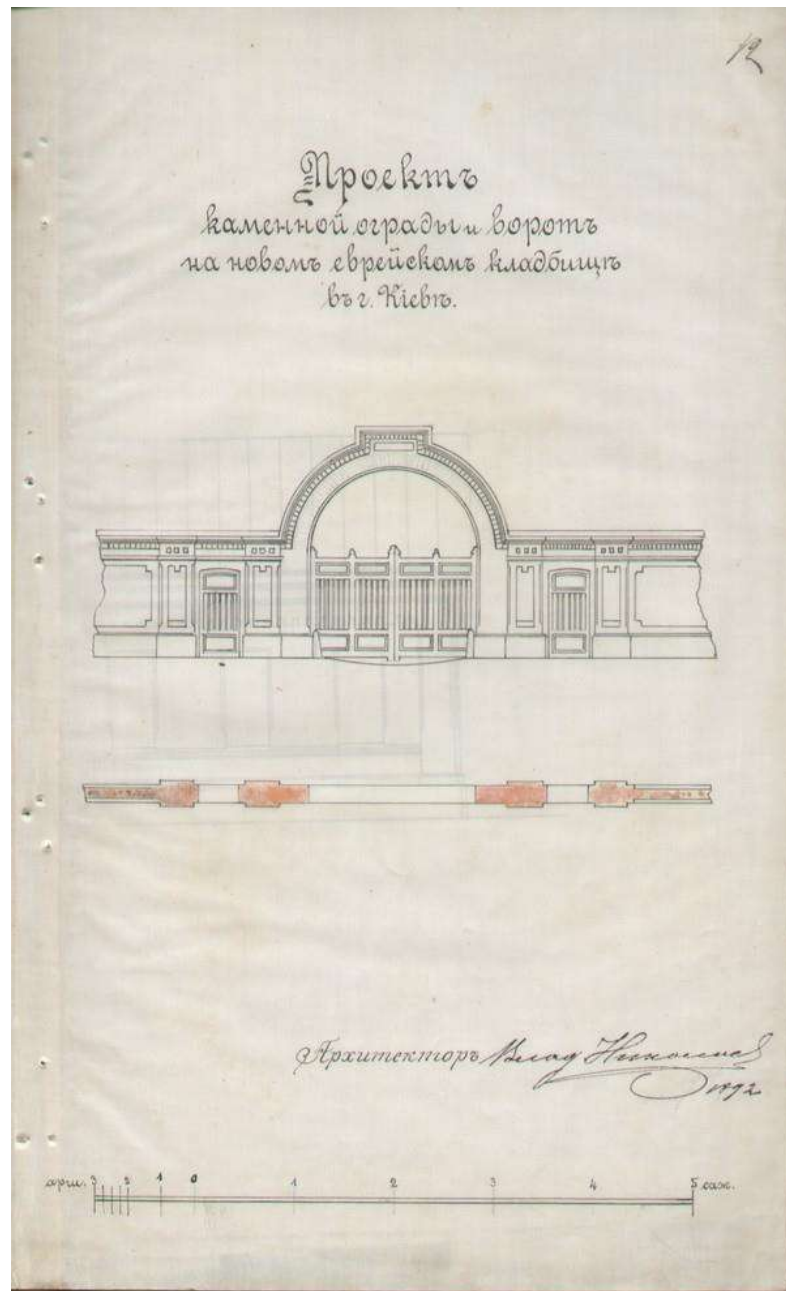 12
Проектъ
каменной ограды и воротъ
на новомъ еврейскомъ кладбищѣ
въ г. Кіевѣ.
Архитекторъ Влад Николаев
1892
арш. 3 2 1 0 1 2 3 4 5 саж.